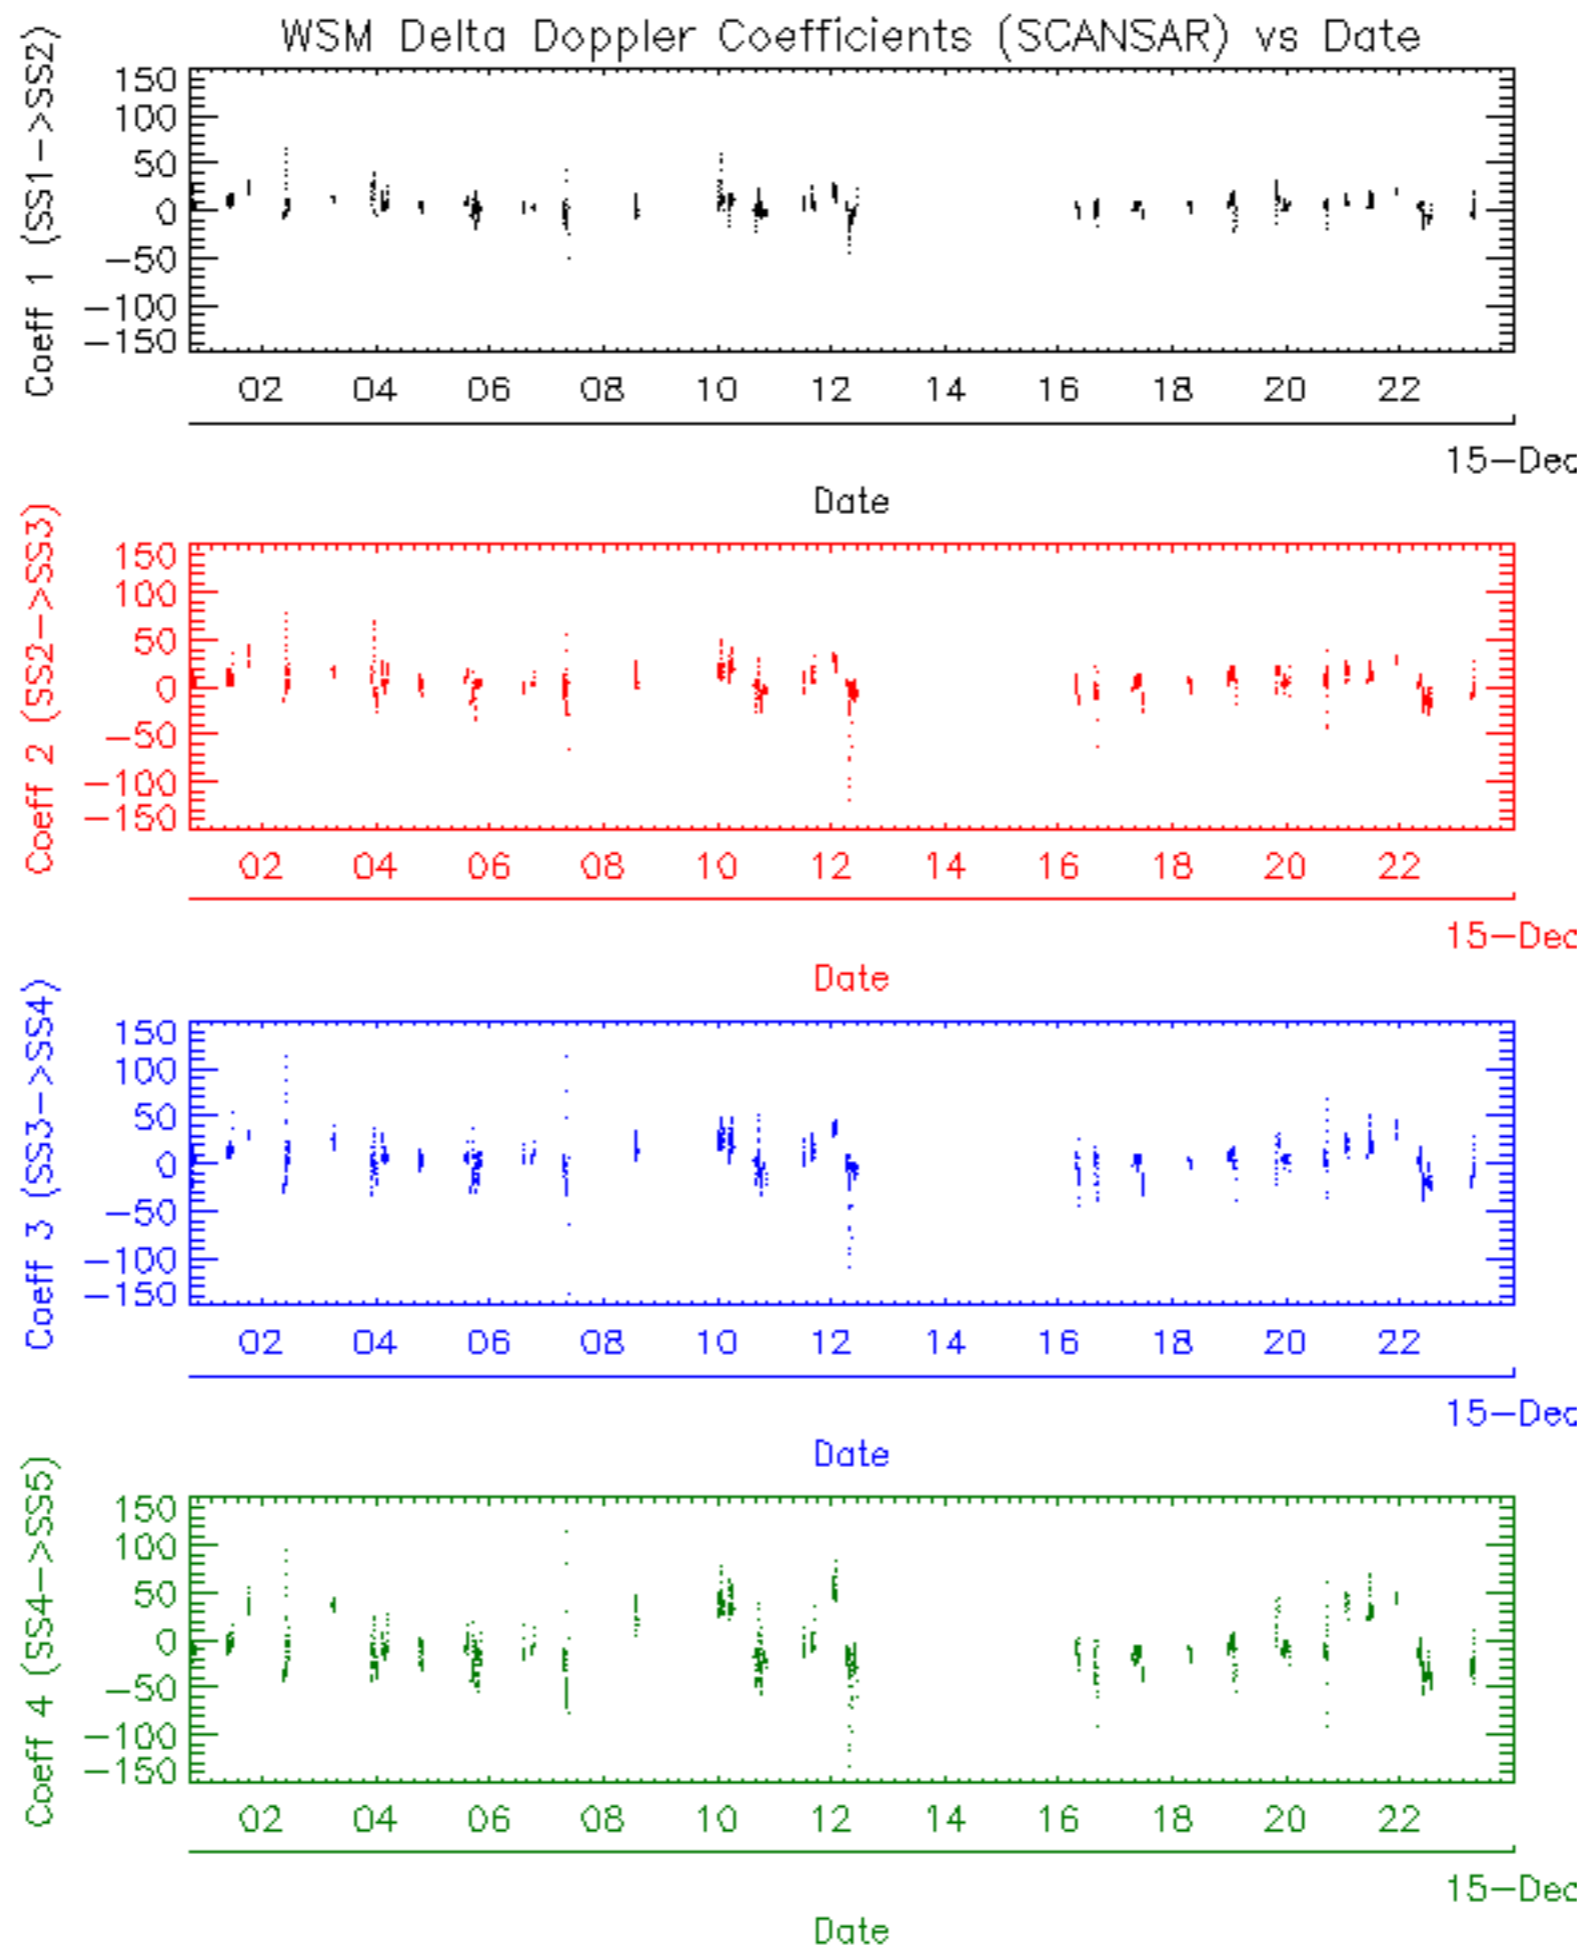 WSM Delta Doppler Coefficients (SCANSAR) vs Date
Coeff 1 (SS1->SS2)
150
100
50
0
-50
-100
-150
02 04 06 08 10 12 14 16 18 20 22
15-Dec
Date
Coeff 2 (SS2->SS3)
150
100
50
0
-50
-100
-150
02 04 06 08 10 12 14 16 18 20 22
15-Dec
Date
Coeff 3 (SS3->SS4)
150
100
50
0
-50
-100
-150
02 04 06 08 10 12 14 16 18 20 22
15-Dec
Date
Coeff 4 (SS4->SS5)
150
100
50
0
-50
-100
-150
02 04 06 08 10 12 14 16 18 20 22
15-Dec
Date